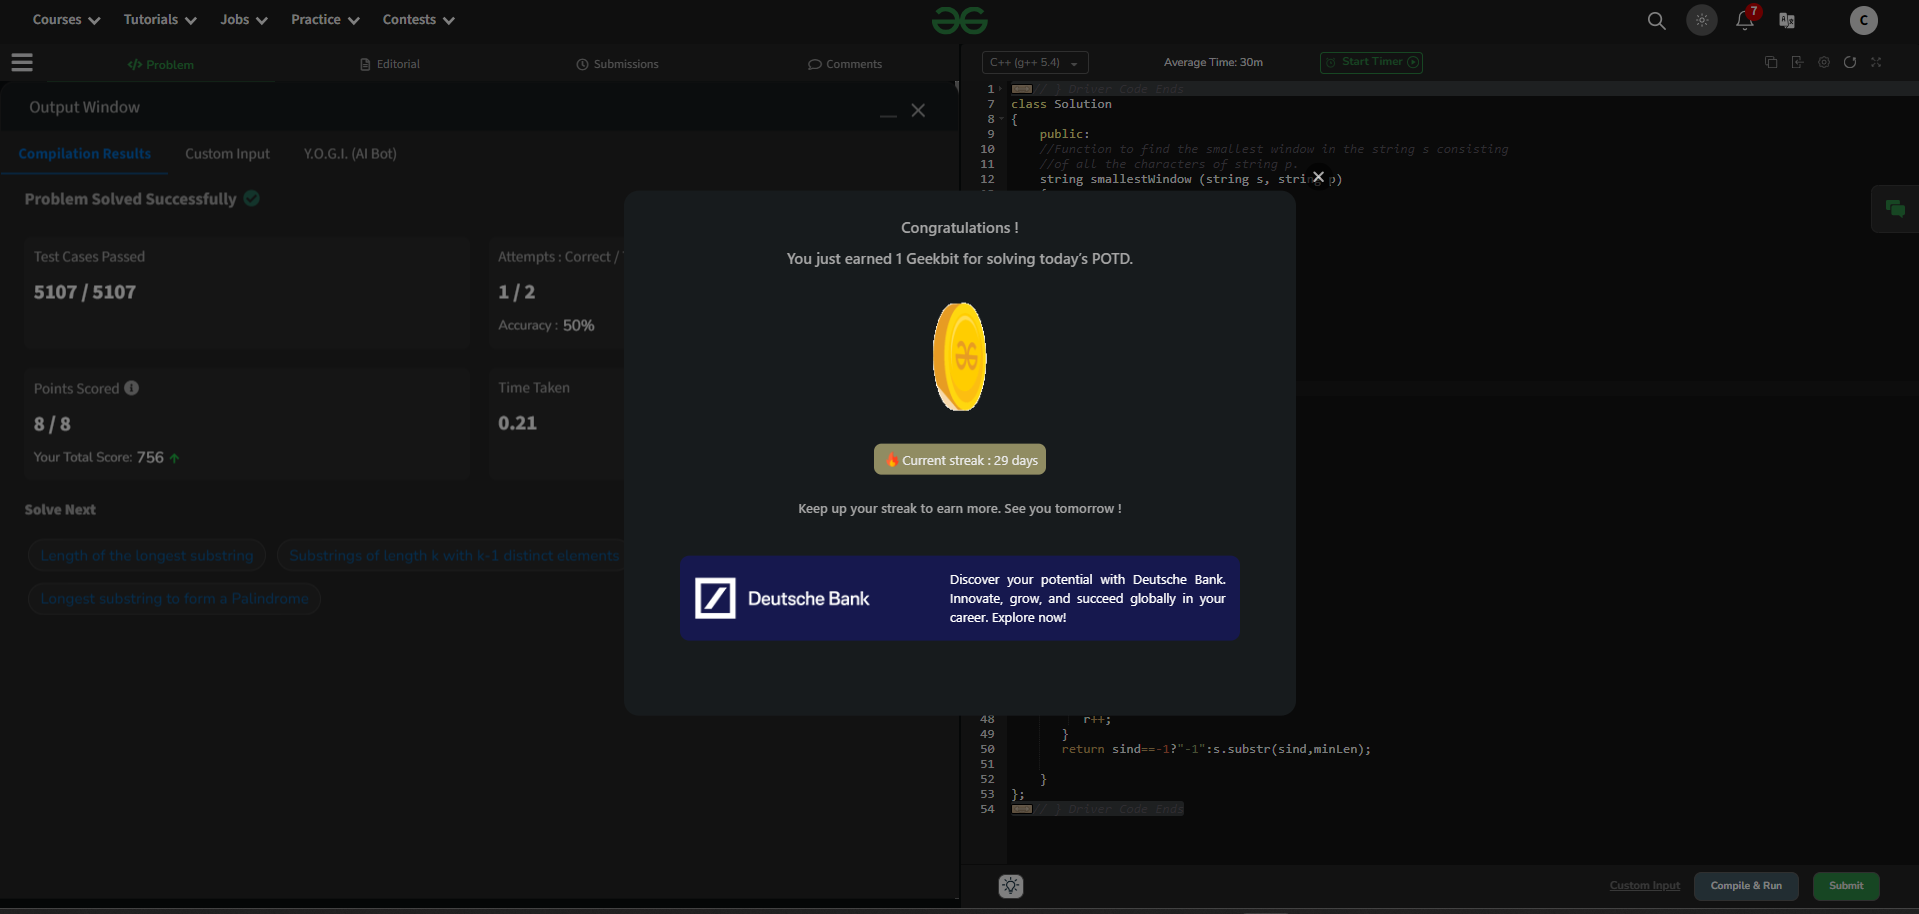 Courses
Tutorials
Jobs
Practice
Contests
7
C
Problem
Editorial
Submissions
Comments
C++ (g++ 5.4)
Average Time: 30m
Start Timer
Output Window
Compilation Results
Custom Input
Y.O.G.I. (AI Bot)
Problem Solved Successfully
Test Cases Passed
5107 / 5107
Attempts : Correct /
1 / 2
Accuracy : 50%
Points Scored
8 / 8
Your Total Score: 756
Time Taken
0.21
Solve Next
Length of the longest substring
Substrings of length k with k-1 distinct elements
Longest substring to form a Palindrome
1 // } Driver Code Ends
7 class Solution
8 {
9 public:
10 //Function to find the smallest window in the string s consisting
11 //of all the characters of string p.
12 string smallestWindow (string s, string p)
Congratulations !
You just earned 1 Geekbit for solving today's POTD.
Current streak : 29 days
Keep up your streak to earn more. See you tomorrow !
Deutsche Bank
Discover your potential with Deutsche Bank.
Innovate, grow, and succeed globally in your
career. Explore now!
48 r++;
49 }
50 return sind==-1?"-1":s.substr(sind,minLen);
51
52 }
53 };
54 // } Driver Code Ends
Custom Input
Compile & Run
Submit